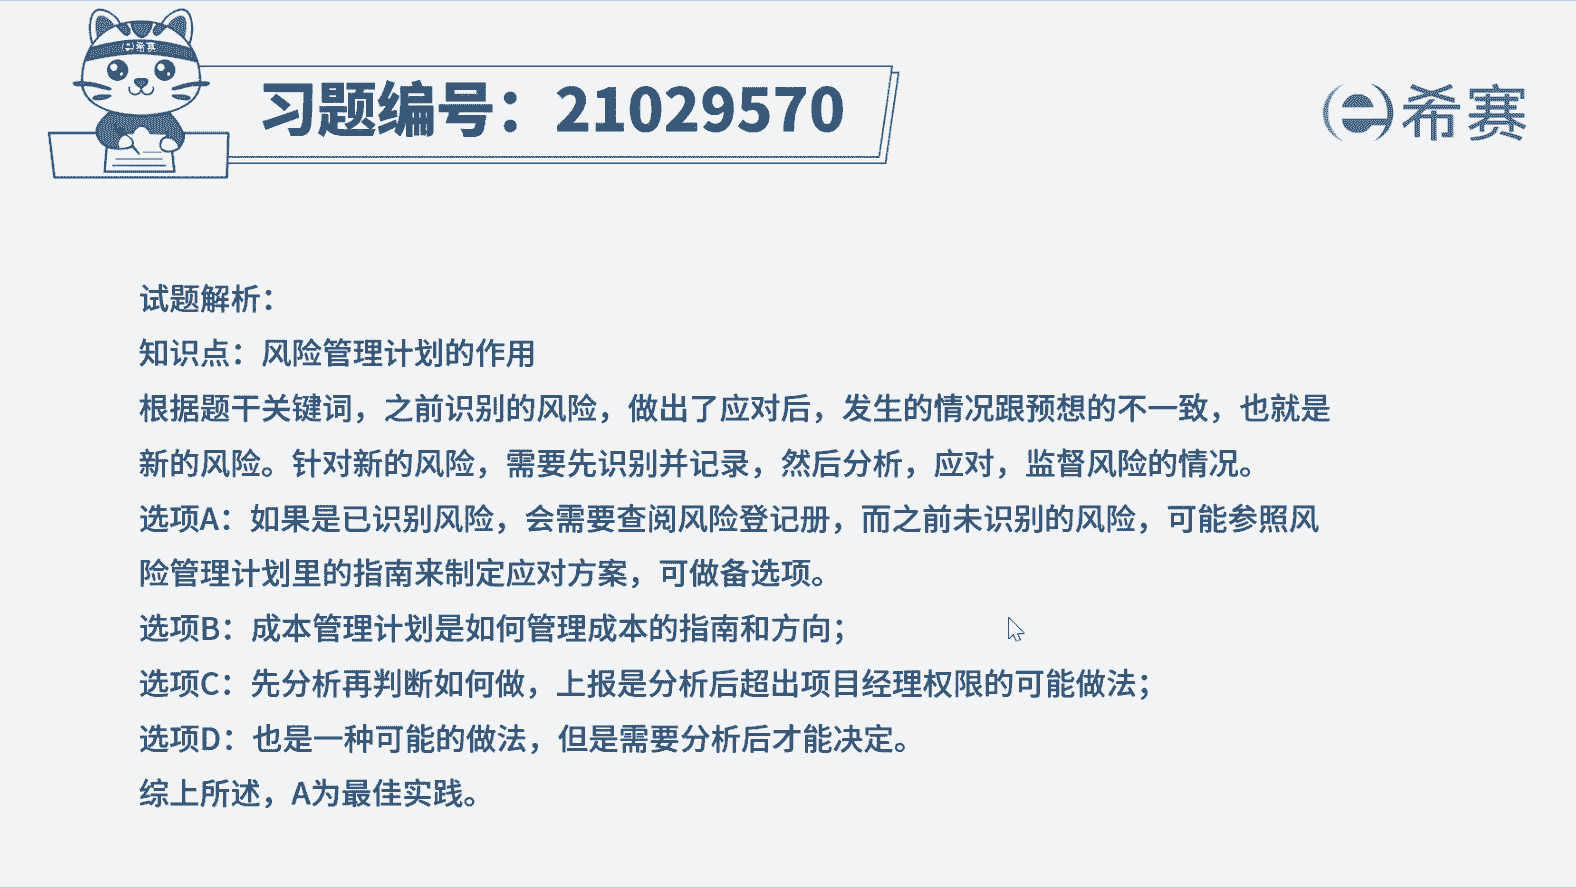 希赛
习题编号：21029570
希赛
试题解析：
知识点：风险管理计划的作用
根据题干关键词，之前识别的风险，做出了应对后，发生的情况跟预想的不一致，也就是
新的风险。针对新的风险，需要先识别并记录，然后分析，应对，监督风险的情况。
选项A：如果是已识别风险，会需要查阅风险登记册，而之前未识别的风险，可能参照风
险管理计划里的指南来制定应对方案，可做备选项。
选项B：成本管理计划是如何管理成本的指南和方向；
选项C：先分析再判断如何做，上报是分析后超出项目经理权限的可能做法；
选项D：也是一种可能的做法，但是需要分析后才能决定。
综上所述，A为最佳实践。